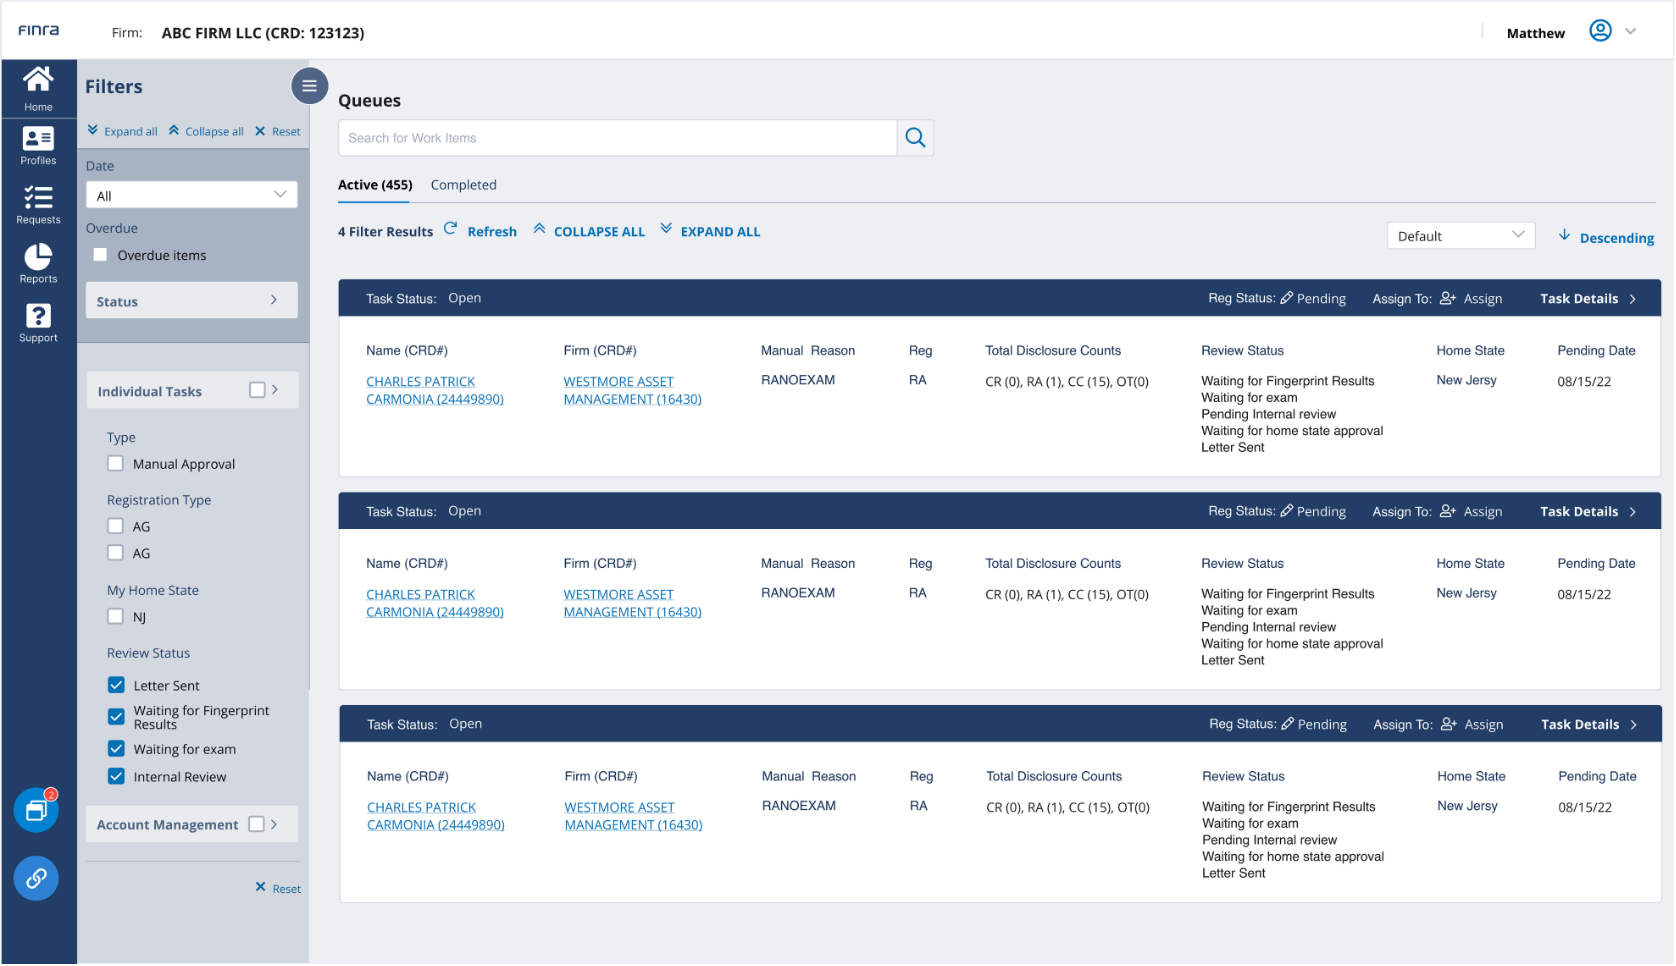 FINRA
Firm: ABC FIRM LLC (CRD: 123123)
Matthew
Home
Profiles
Requests
Reports
Support
2
Filters
Expand all Collapse all Reset
Date
All
Overdue
Overdue items
Status
Individual Tasks
Type
Manual Approval
Registration Type
AG
AG
My Home State
NJ
Review Status
Letter Sent
Waiting for Fingerprint
Results
Waiting for exam
Internal Review
Account Management
Reset
Queues
Search for Work Items
Active (455) Completed
4 Filter Results Refresh COLLAPSE ALL EXPAND ALL
Default Descending
Task Status: Open Reg Status: Pending Assign To: Assign Task Details
Name (CRD#) Firm (CRD#) Manual Reason Reg Total Disclosure Counts Review Status Home State Pending Date
CHARLES PATRICK WESTMORE ASSET RANOEXAM RA CR (0), RA (1), CC (15), OT(0) Waiting for Fingerprint Results New Jersy 08/15/22
CARMONIA (24449890) MANAGEMENT (16430) Waiting for exam
Pending Internal review
Waiting for home state approval
Letter Sent
Task Status: Open Reg Status: Pending Assign To: Assign Task Details
Name (CRD#) Firm (CRD#) Manual Reason Reg Total Disclosure Counts Review Status Home State Pending Date
CHARLES PATRICK WESTMORE ASSET RANOEXAM RA CR (0), RA (1), CC (15), OT(0) Waiting for Fingerprint Results New Jersy 08/15/22
CARMONIA (24449890) MANAGEMENT (16430) Waiting for exam
Pending Internal review
Waiting for home state approval
Letter Sent
Task Status: Open Reg Status: Pending Assign To: Assign Task Details
Name (CRD#) Firm (CRD#) Manual Reason Reg Total Disclosure Counts Review Status Home State Pending Date
CHARLES PATRICK WESTMORE ASSET RANOEXAM RA CR (0), RA (1), CC (15), OT(0) Waiting for Fingerprint Results New Jersy 08/15/22
CARMONIA (24449890) MANAGEMENT (16430) Waiting for exam
Pending Internal review
Waiting for home state approval
Letter Sent